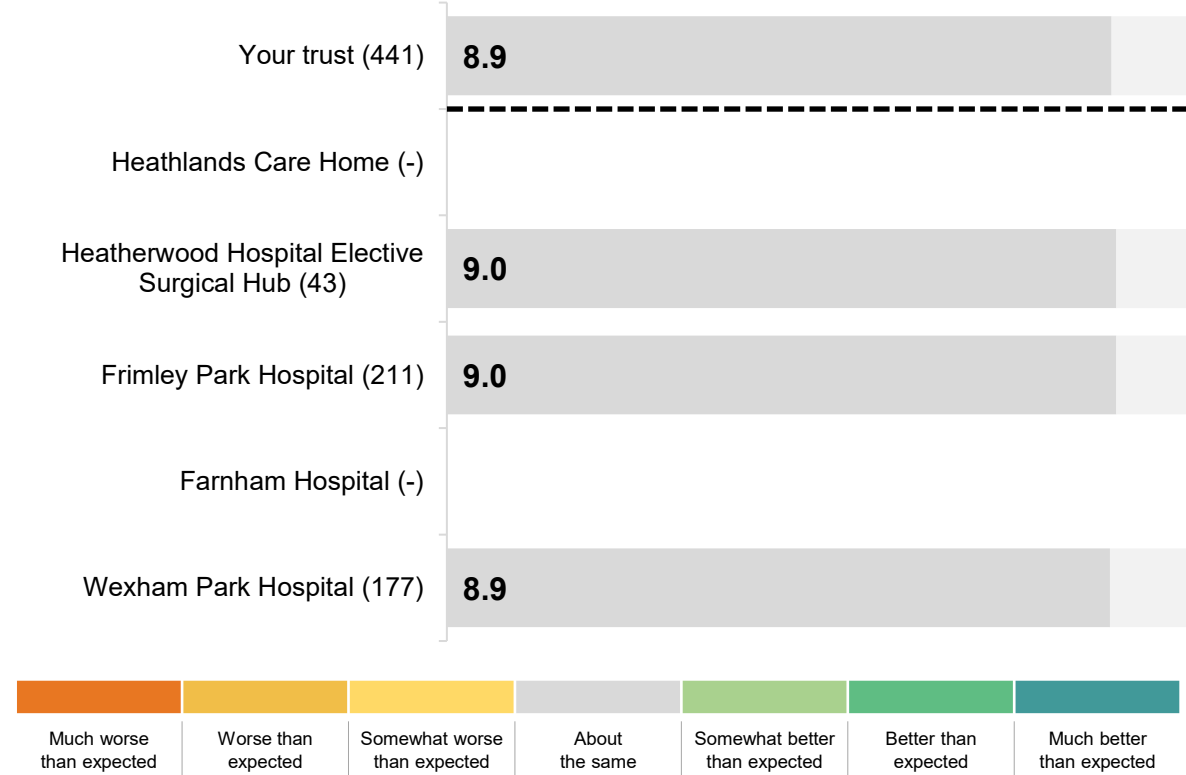 Your trust (441)
8.9
Heathlands Care Home (-)
Heatherwood Hospital Elective
Surgical Hub (43)
9.0
Frimley Park Hospital (211)
9.0
Farnham Hospital (-)
Wexham Park Hospital (177)
8.9
Much worse
than expected
Worse than
expected
Somewhat worse
than expected
About
the same
Somewhat better
than expected
Better than
expected
Much better
than expected